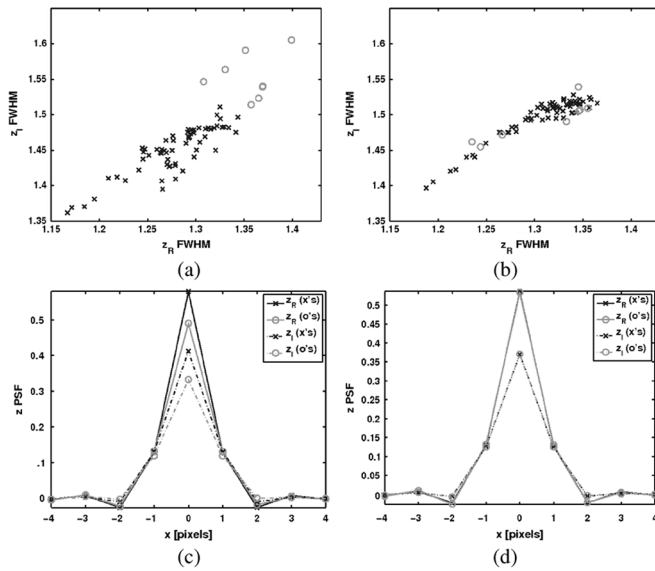 1.6
1.55
1.5
1.45
1.4
1.35
z_I FWHM
1.15 1.2 1.25 1.3 1.35 1.4
z_R FWHM
(a)
1.6
1.55
1.5
1.45
1.4
1.35
z_I FWHM
1.15 1.2 1.25 1.3 1.35 1.4
z_R FWHM
(b)
0.5
0.4
0.3
0.2
.1
0
z PSF
z_R (x's)
z_R (o's)
z_I (x's)
z_I (o's)
−4 −3 −2 −1 0 1 2 3 4
x [pixels]
(c)
0.5
0.45
0.4
0.35
0.3
0.25
0.2
0.15
0.1
0.05
0
z PSF
z_R (x's)
z_R (o's)
z_I (x's)
z_I (o's)
−4 −3 −2 −1 0 1 2 3 4
x [pixels]
(d)